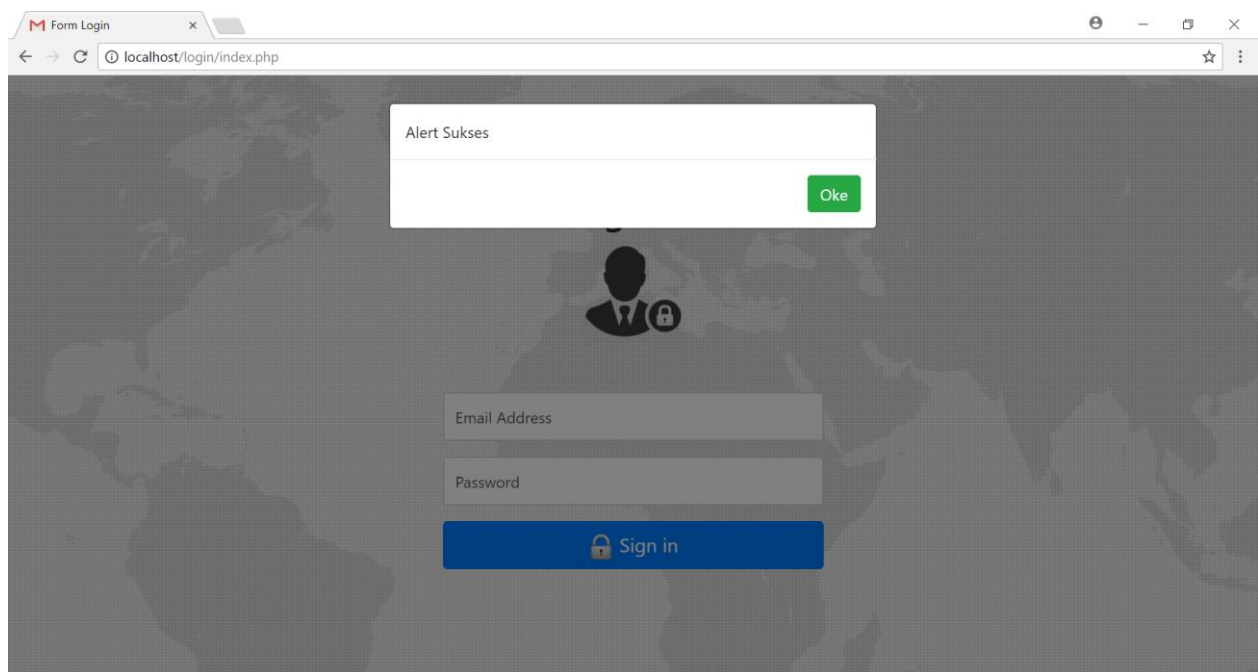 Form Login
localhost/login/index.php
Alert Sukses
Oke
Email Address
Password
Sign in